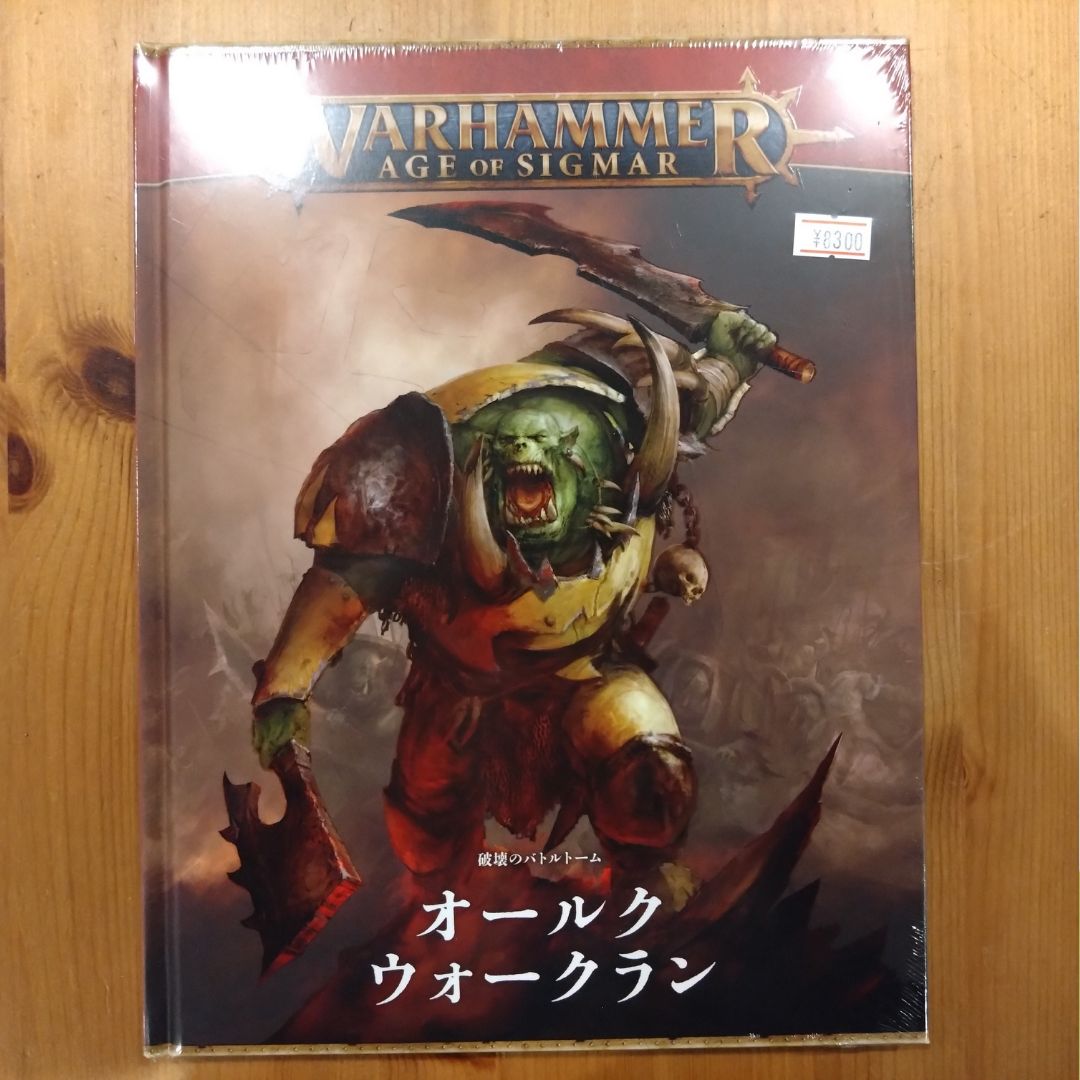 WARHAMMER
AGE OF SIGMAR
¥8300
破壊のバトルトーム
オールク
ウォークラン